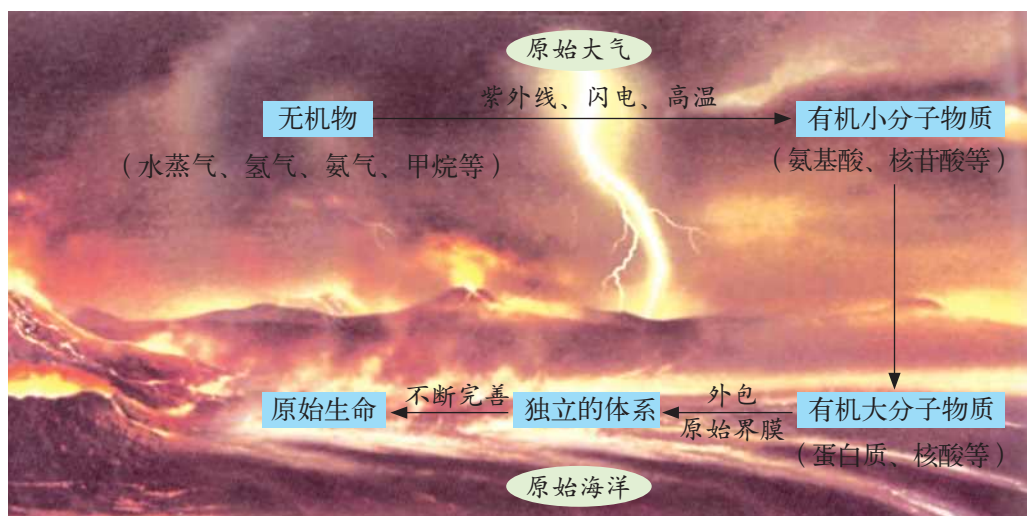 原始大气
紫外线、闪电、高温
无机物
有机小分子物质
（水蒸气、氢气、氨气、甲烷等）
（氨基酸、核苷酸等）
不断完善
外包
原始生命
独立的体系
有机大分子物质
原始界膜
（蛋白质、核酸等）
原始海洋